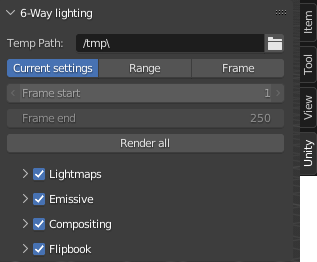 6-Way lighting
Temp Path: /tmp\
Current settings Range Frame
Frame start 1
Frame end 250
Render all
Lightmaps
Emissive
Compositing
Flipbook
Item
Tool
View
Unity